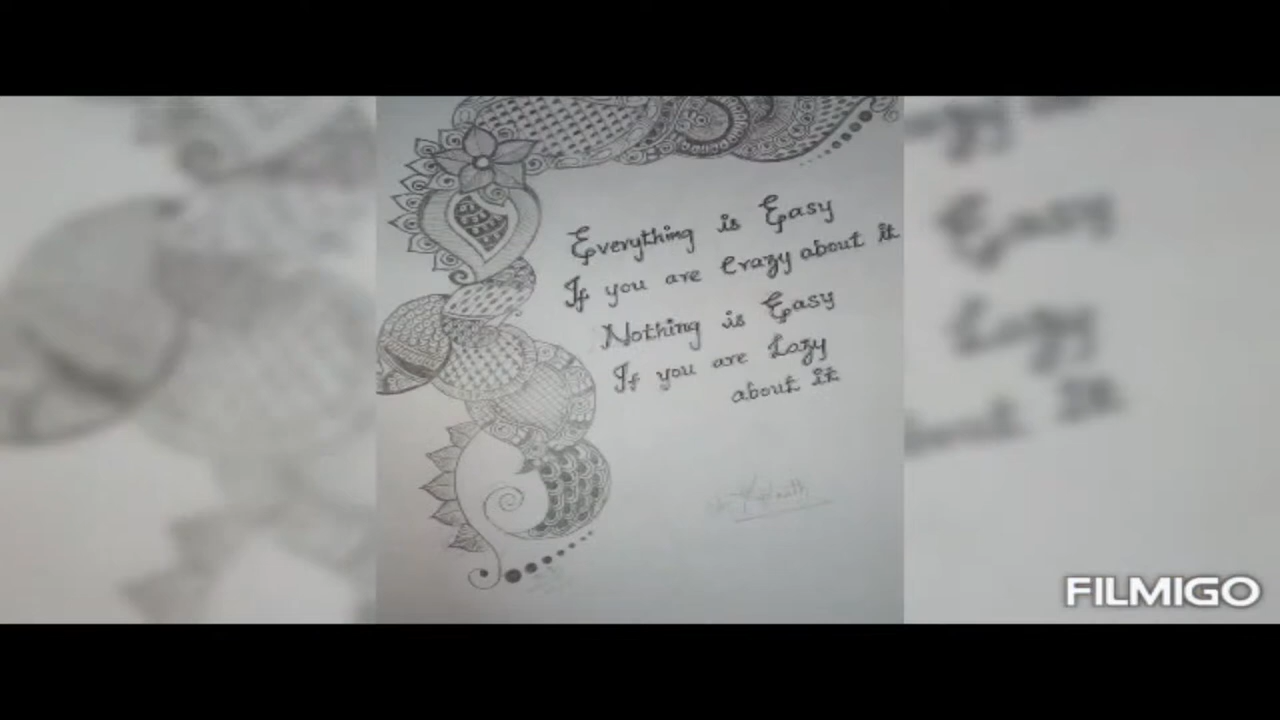 Everything is Easy
If you are Crazy about it
Nothing is Easy
If you are Lazy
about it
FILMIGO